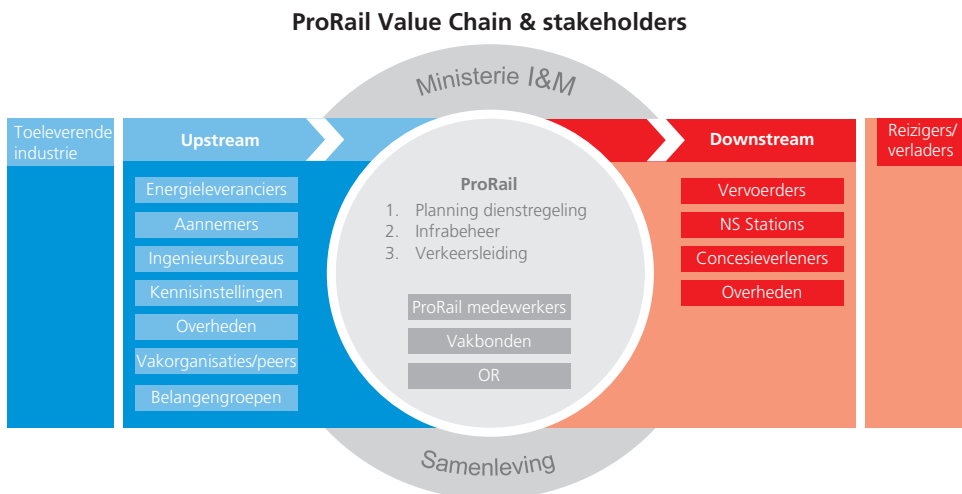 ProRail Value Chain & stakeholders
Ministerie I&M
Toeleverende
industrie
Upstream
Energieleveranciers
Aannemers
Ingenieursbureaus
Kennisinstellingen
Overheden
Vakorganisaties/peers
Belangengroepen
ProRail
1. Planning dienstregeling
2. Infrabeheer
3. Verkeersleiding
ProRail medewerkers
Vakbonden
OR
Downstream
Vervoerders
NS Stations
Concesieverleners
Overheden
Reizigers/
verladers
Samenleving